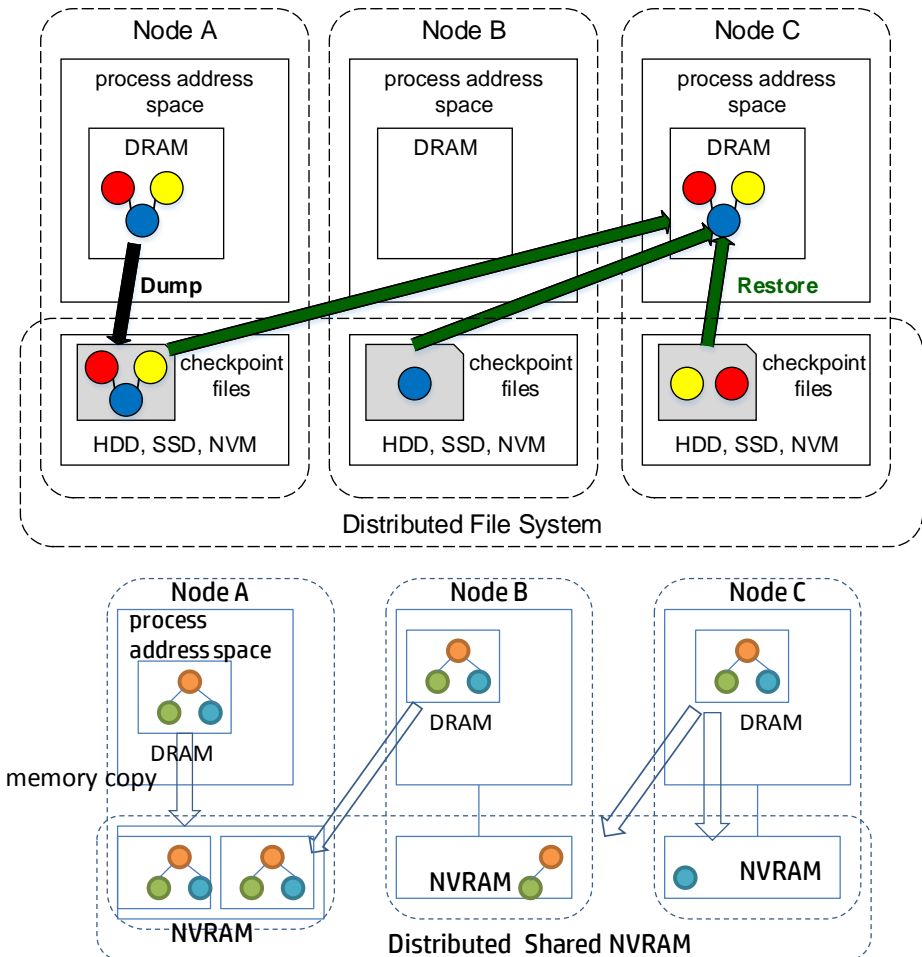 Node A
Node B
Node C
process address
space
process address
space
process address
space
DRAM
DRAM
DRAM
Dump
Restore
checkpoint
files
checkpoint
files
checkpoint
files
HDD, SSD, NVM
HDD, SSD, NVM
HDD, SSD, NVM
Distributed File System
Node A
Node B
Node C
process
address space
DRAM
DRAM
DRAM
memory copy
NVRAM
NVRAM
NVRAM
Distributed Shared NVRAM